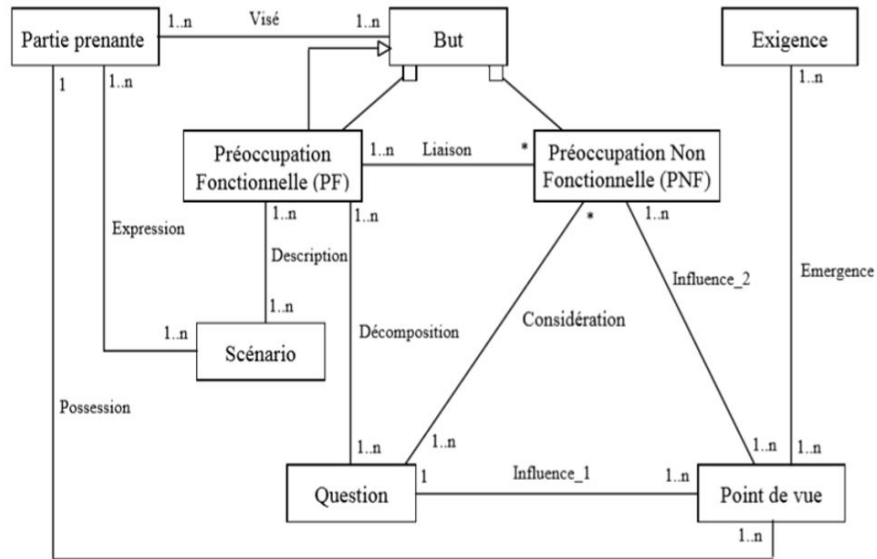 1..n
Visé
1..n
Partie prenante
But
Exigence
1
1..n
1..n
Préoccupation
Fonctionnelle (PF)
1..n
Liaison
*
Préoccupation Non
Fonctionnelle (PNF)
1..n
1..n
*
1..n
Expression
Description
Influence_2
Emergence
1..n
Considération
1..n
Décomposition
Scénario
Possession
1..n
1..n
1..n
1..n
1
Influence_1
1..n
Question
Point de vue
1..n